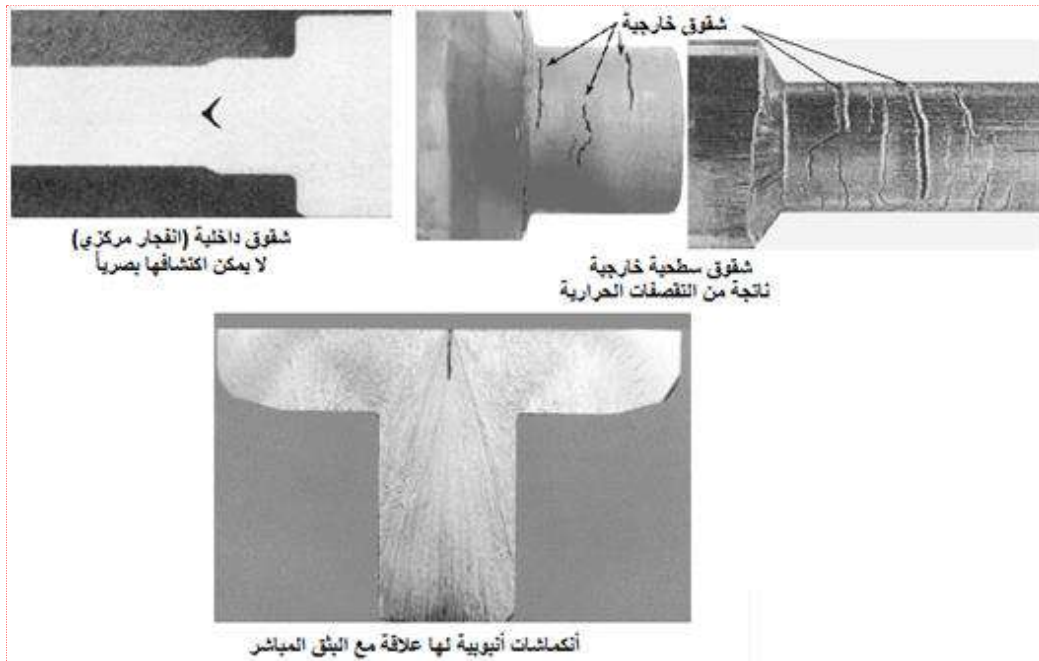 شقوق خارجية
شقوق داخلية (انفجار مركزي)
لا يمكن اكتشافها بصرياً
شقوق سطحية خارجية
ناتجة من التقصفات الحرارية
أنكماشات أنبوبية لها علاقة مع البثق المباشر